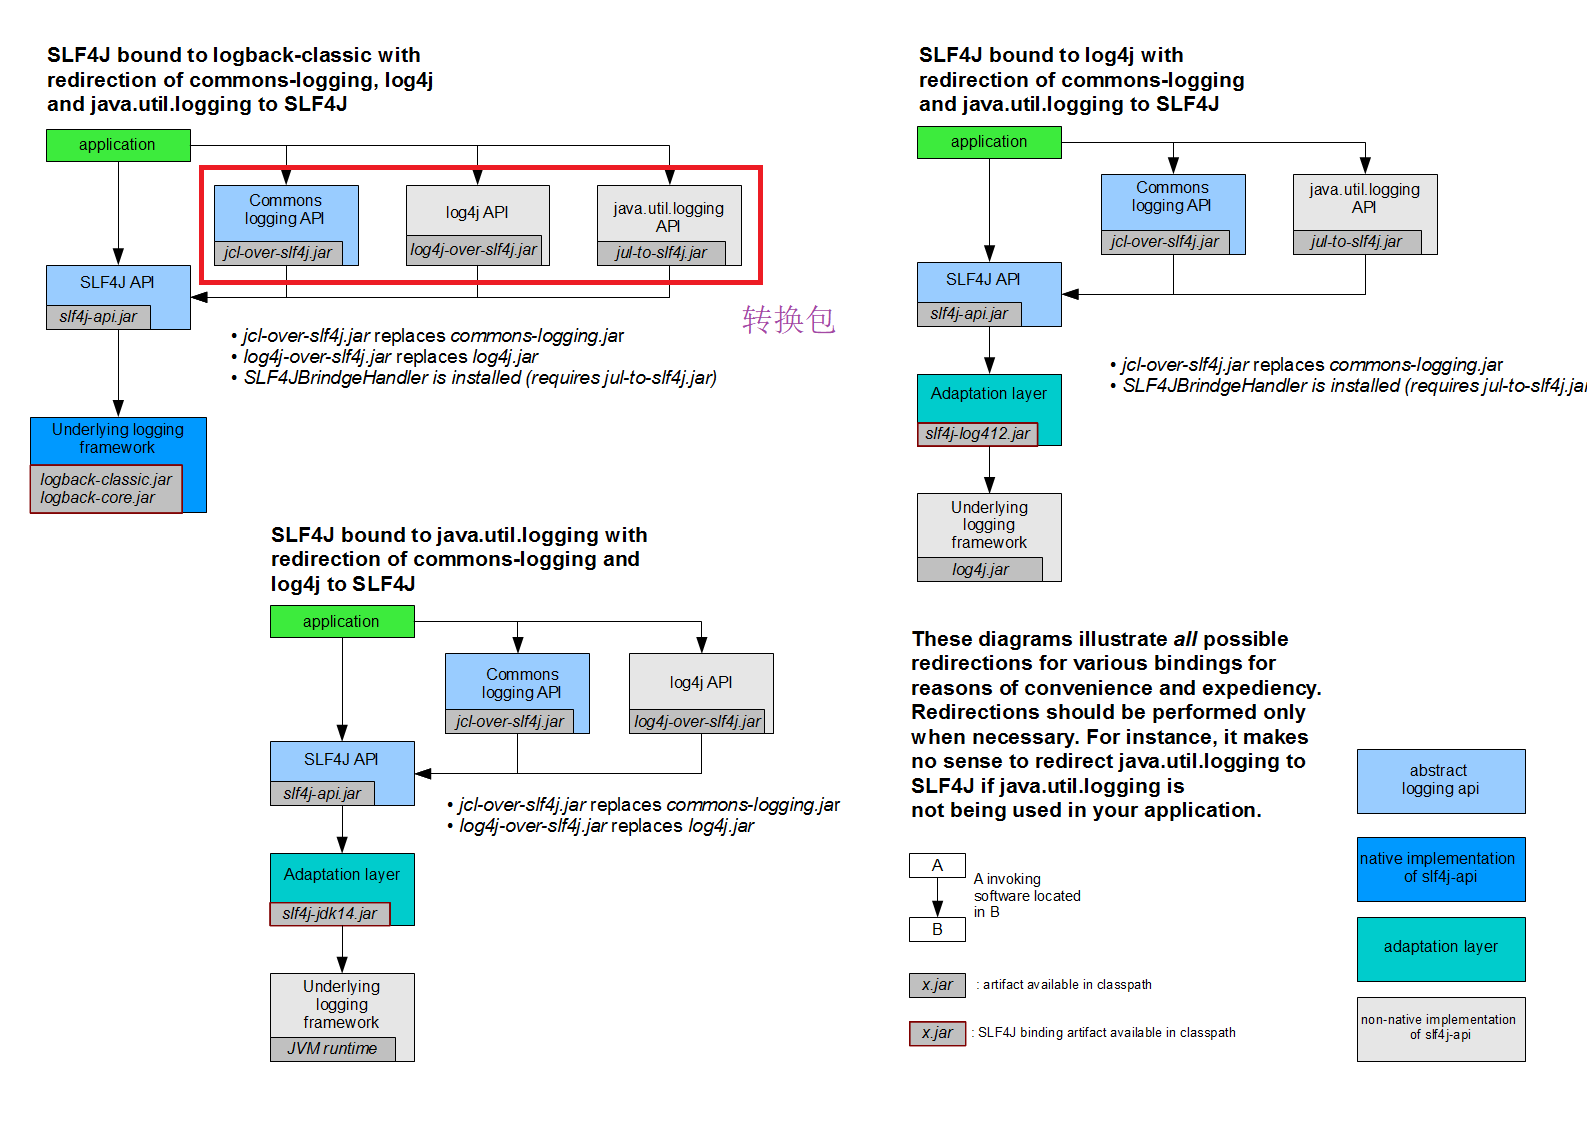 SLF4J bound to logback-classic with
redirection of commons-logging, log4j
and java.util.logging to SLF4J
application
Commons
logging API
jcl-over-slf4j.jar
log4j API
log4j-over-slf4j.jar
java.util.logging
API
jul-to-slf4j.jar
SLF4J API
slf4j-api.jar
转换包
• jcl-over-slf4j.jar replaces commons-logging.jar
• log4j-over-slf4j.jar replaces log4j.jar
• SLF4JBrindgeHandler is installed (requires jul-to-slf4j.jar)
Underlying logging
framework
logback-classic.jar
logback-core.jar
SLF4J bound to log4j with
redirection of commons-logging
and java.util.logging to SLF4J
application
Commons
logging API
jcl-over-slf4j.jar
java.util.logging
API
jul-to-slf4j.jar
SLF4J API
slf4j-api.jar
• jcl-over-slf4j.jar replaces commons-logging.jar
• SLF4JBrindgeHandler is installed (requires jul-to-slf4j.jar
Adaptation layer
slf4j-log412.jar
Underlying
logging
framework
log4j.jar
SLF4J bound to java.util.logging with
redirection of commons-logging and
log4j to SLF4J
application
Commons
logging API
jcl-over-slf4j.jar
log4j API
log4j-over-slf4j.jar
SLF4J API
slf4j-api.jar
• jcl-over-slf4j.jar replaces commons-logging.jar
• log4j-over-slf4j.jar replaces log4j.jar
Adaptation layer
slf4j-jdk14.jar
Underlying
logging
framework
JVM runtime
These diagrams illustrate all possible
redirections for various bindings for
reasons of convenience and expediency.
Redirections should be performed only
when necessary. For instance, it makes
no sense to redirect java.util.logging to
SLF4J if java.util.logging is
not being used in your application.
A
B
A invoking
software located
in B
x.jar : artifact available in classpath
x.jar : SLF4J binding artifact available in classpath
abstract
logging api
native implementation
of slf4j-api
adaptation layer
non-native implementation
of slf4j-api